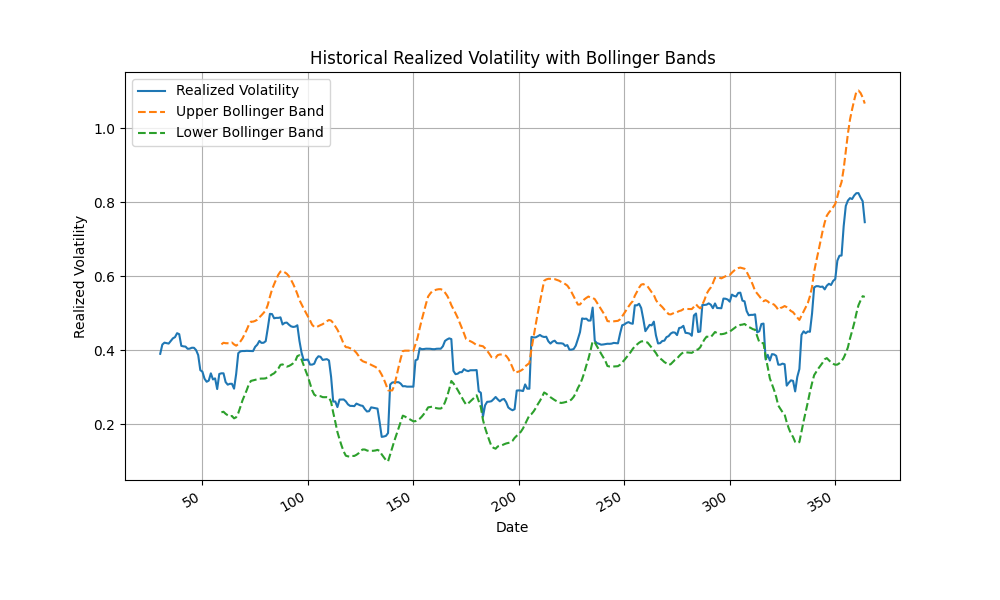 Historical Realized Volatility with Bollinger Bands
Realized Volatility
Upper Bollinger Band
Lower Bollinger Band
1.0
0.8
0.6
0.4
0.2
Realized Volatility
50
100
150
200
250
300
350
Date